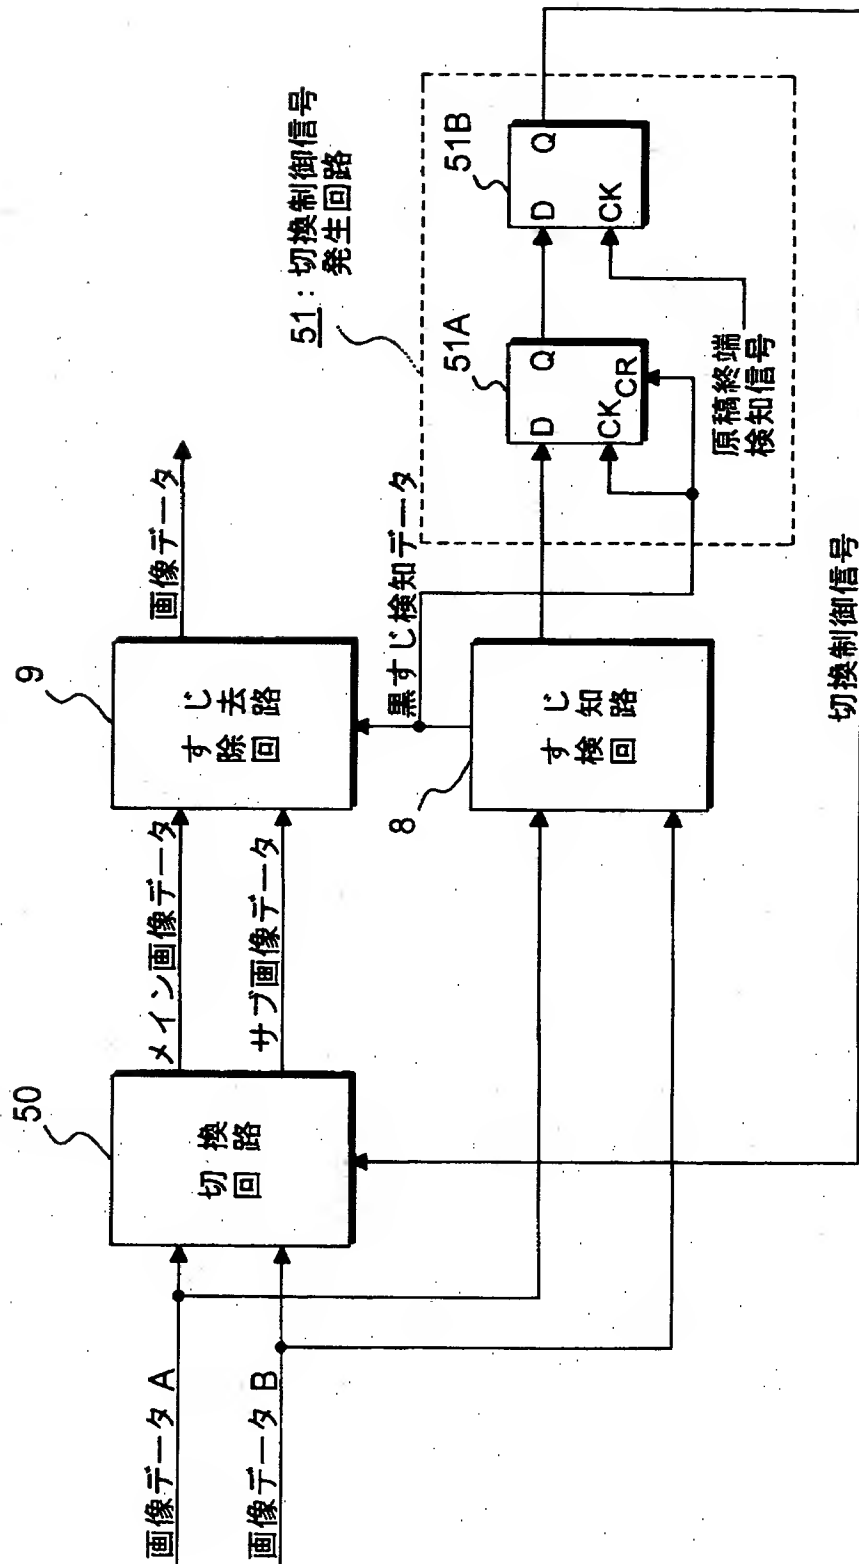 画像データ A
画像データ B
50
切換
回路
メイン画像データ
サブ画像データ
9
すじ
除去
回路
画像データ
黒すじ検知データ
8
すじ
検知
回路
51：切換制御信号
発生回路
51A
D
Q
CK
CR
51B
D
Q
CK
原稿終端
検知信号
切換制御信号